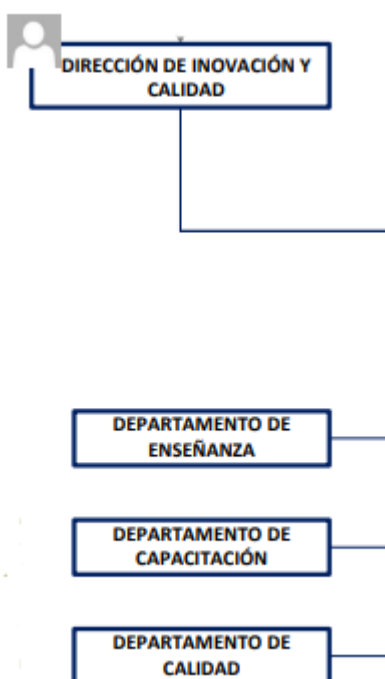 DIRECCIÓN DE INOVACIÓN Y
CALIDAD
DEPARTAMENTO DE
ENSEÑANZA
DEPARTAMENTO DE
CAPACITACIÓN
DEPARTAMENTO DE
CALIDAD